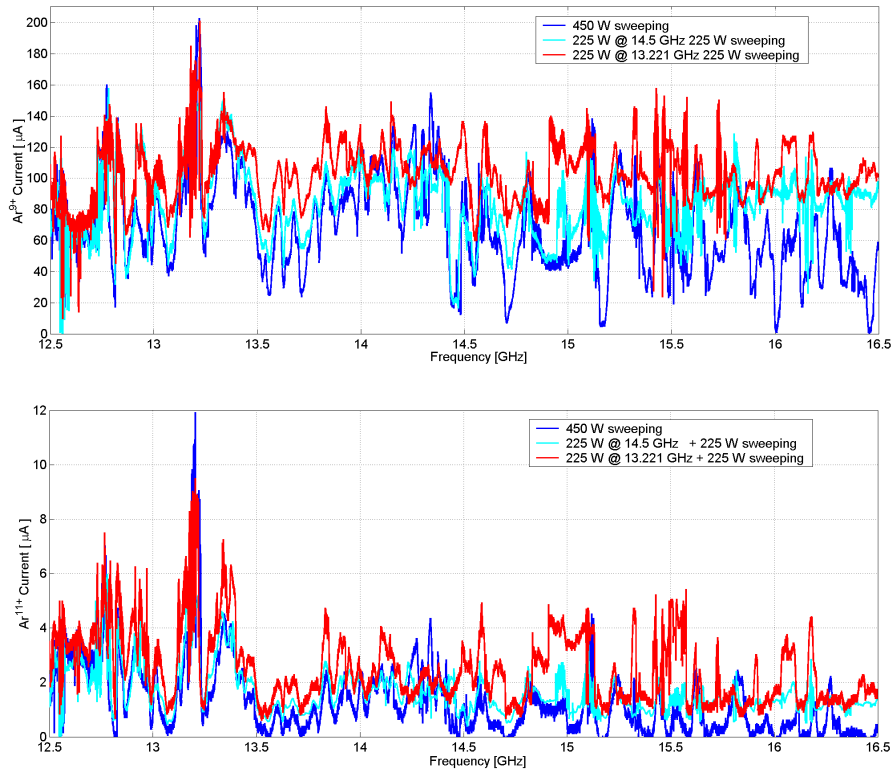 200
180
160
140
120
100
80
60
40
20
0
Ar9+ Current [ μA ]
450 W sweeping
225 W @ 14.5 GHz 225 W sweeping
225 W @ 13.221 GHz 225 W sweeping
12.5 13 13.5 14 14.5 15 15.5 16 16.5
Frequency [GHz]
12
10
8
6
4
2
0
Ar11+ Current [ μA ]
450 W sweeping
225 W @ 14.5 GHz + 225 W sweeping
225 W @ 13.221 GHz + 225 W sweeping
12.5 13 13.5 14 14.5 15 15.5 16 16.5
Frequency [GHz]